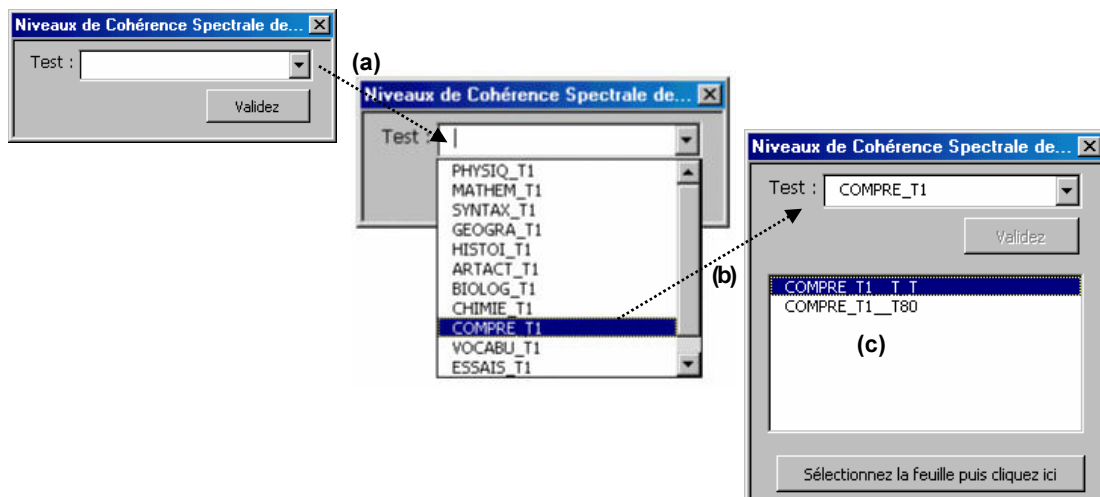 Niveaux de Cohérence Spectrale de...
Test :
Validez
(a)
Niveaux de Cohérence Spectrale de...
Test :
PHYSIQ_T1
MATHEM_T1
SYNTAX_T1
GEOGRA_T1
HISTOI_T1
ARTACT_T1
BIOLOG_T1
CHIMIE_T1
COMPRE_T1
VOCABU_T1
ESSAIS_T1
(b)
Niveaux de Cohérence Spectrale de...
Test : COMPRE_T1
Validez
COMPRE_T1__T_T
COMPRE_T1__T80
(c)
Sélectionnez la feuille puis cliquez ici